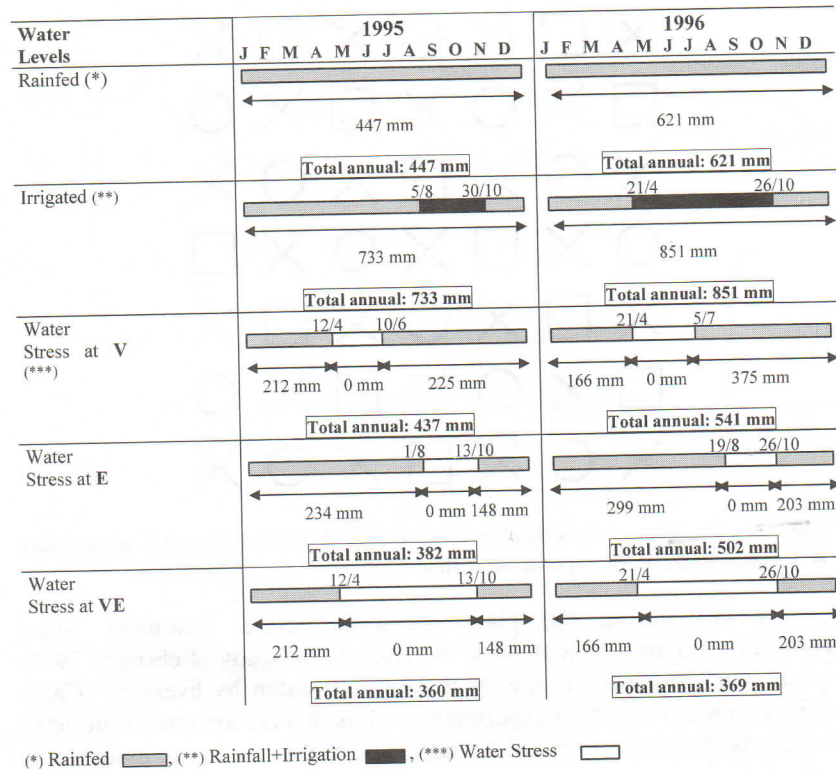 Water Levels 1995 1996
J F M A M J J A S O N D J F M A M J J A S O N D
Rainfed (*)
447 mm 621 mm
Total annual: 447 mm Total annual: 621 mm
Irrigated (**) 5/8 30/10 21/4 26/10
733 mm 851 mm
Total annual: 733 mm Total annual: 851 mm
Water 12/4 10/6 21/4 5/7
Stress at V
(***)
212 mm 0 mm 225 mm 166 mm 0 mm 375 mm
Total annual: 437 mm Total annual: 541 mm
Water 1/8 13/10 19/8 26/10
Stress at E
234 mm 0 mm 148 mm 299 mm 0 mm 203 mm
Total annual: 382 mm Total annual: 502 mm
Water 12/4 13/10 21/4 26/10
Stress at VE
212 mm 0 mm 148 mm 166 mm 0 mm 203 mm
Total annual: 360 mm Total annual: 369 mm
(*) Rainfed , (**) Rainfall+Irrigation , (***) Water Stress